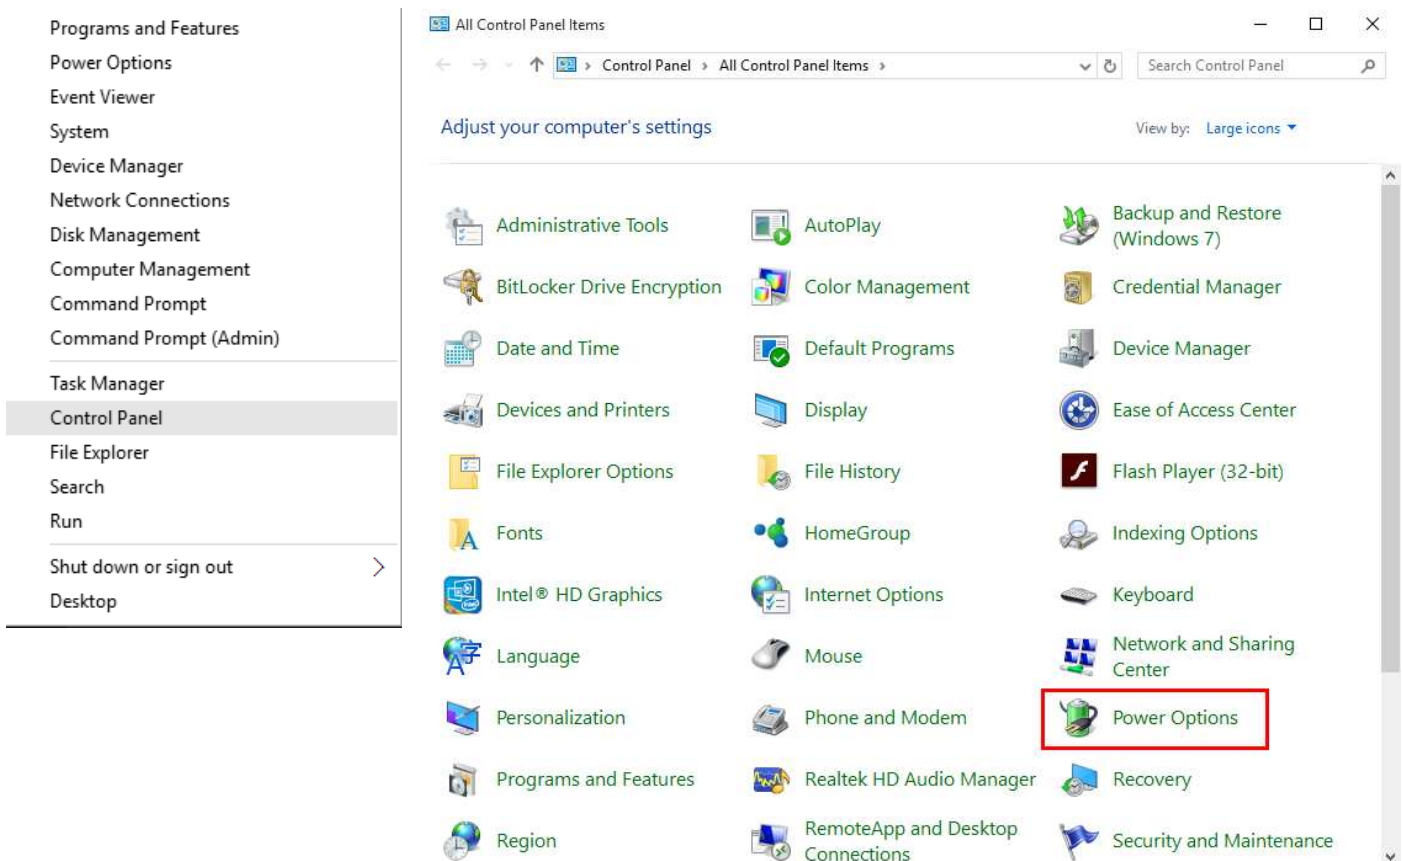 Programs and Features
Power Options
Event Viewer
System
Device Manager
Network Connections
Disk Management
Computer Management
Command Prompt
Command Prompt (Admin)
Task Manager
Control Panel
File Explorer
Search
Run
Shut down or sign out
Desktop
All Control Panel Items
Control Panel › All Control Panel Items ›
Search Control Panel
Adjust your computer's settings
View by: Large icons
Administrative Tools
AutoPlay
Backup and Restore
(Windows 7)
BitLocker Drive Encryption
Color Management
Credential Manager
Date and Time
Default Programs
Device Manager
Devices and Printers
Display
Ease of Access Center
File Explorer Options
File History
Flash Player (32-bit)
Fonts
HomeGroup
Indexing Options
Intel® HD Graphics
Internet Options
Keyboard
Language
Mouse
Network and Sharing
Center
Personalization
Phone and Modem
Power Options
Programs and Features
Realtek HD Audio Manager
Recovery
Region
RemoteApp and Desktop
Connections
Security and Maintenance